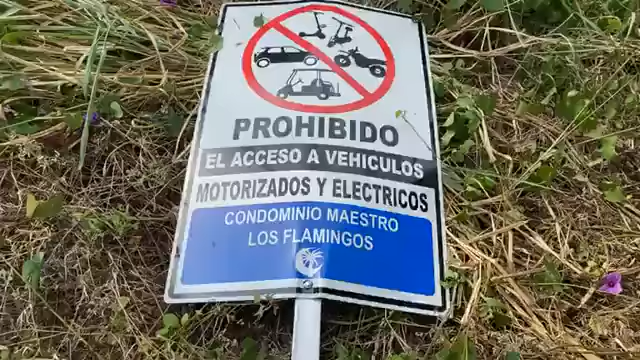 PROHIBIDO
EL ACCESO A VEHICULOS
MOTORIZADOS Y ELECTRICOS
CONDOMINIO MAESTRO
LOS FLAMINGOS